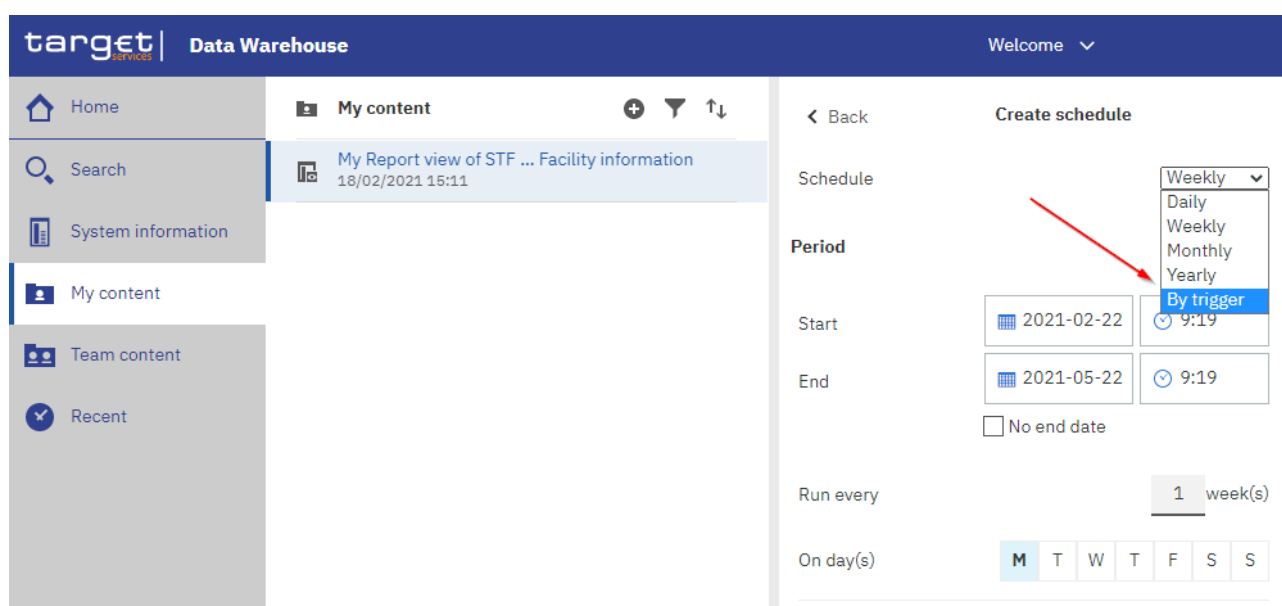 target services | Data Warehouse
Welcome
Home
Search
System information
My content
Team content
Recent
My content
My Report view of STF ... Facility information
18/02/2021 15:11
Back
Create schedule
Schedule
Weekly
Daily
Weekly
Monthly
Yearly
By trigger
Period
Start
2021-02-22
9:19
End
2021-05-22
9:19
No end date
Run every
1 week(s)
On day(s)
M T W T F S S